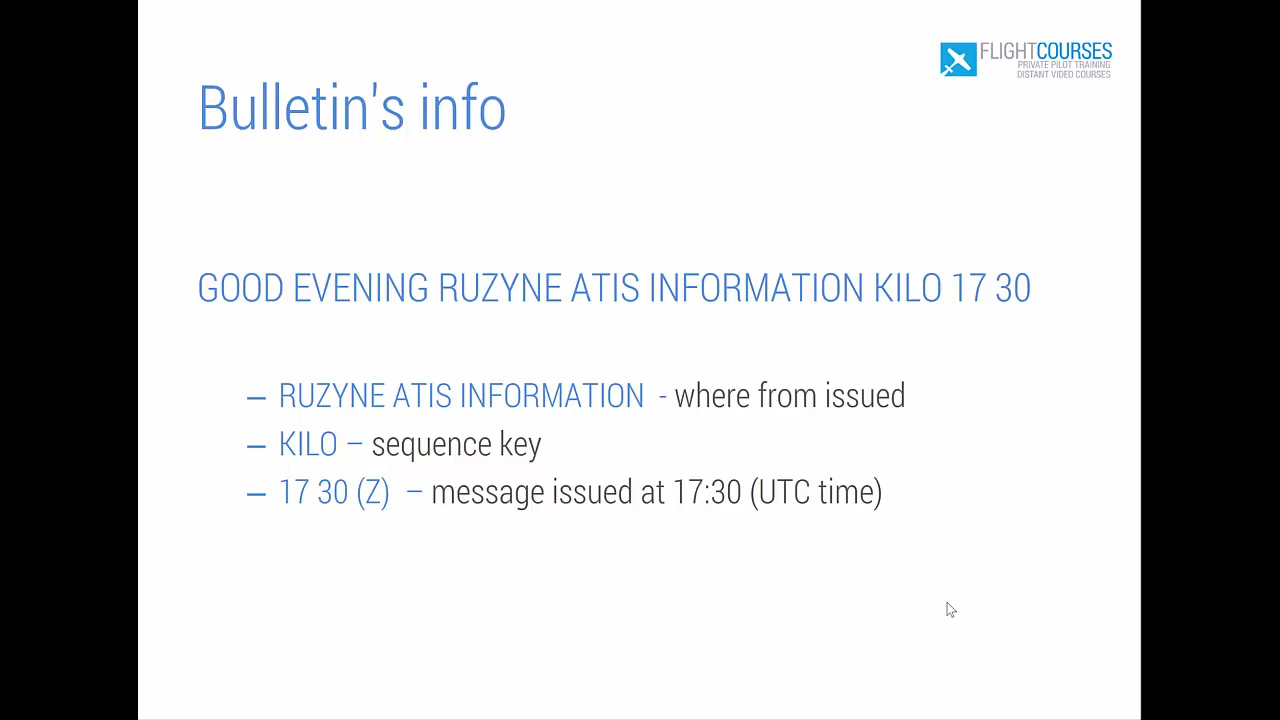 FLIGHTCOURSES
PRIVATE PILOT TRAINING
DISTANT VIDEO COURSES
Bulletin's info
GOOD EVENING RUZYNE ATIS INFORMATION KILO 17 30
– RUZYNE ATIS INFORMATION - where from issued
– KILO – sequence key
– 17 30 (Z) – message issued at 17:30 (UTC time)